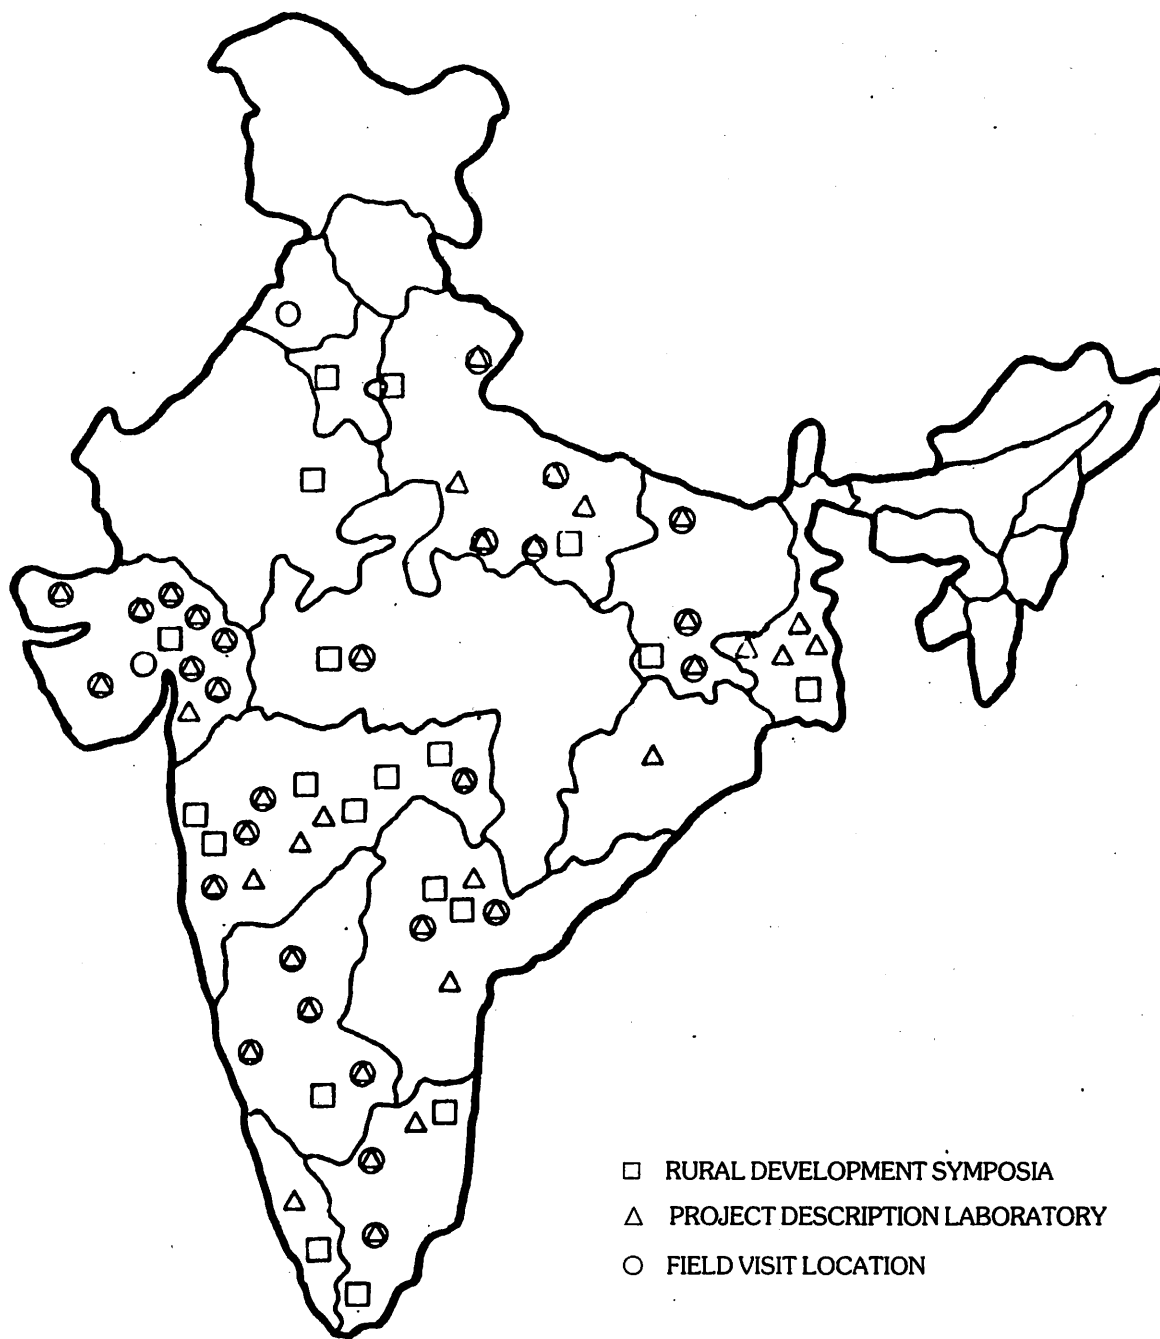 RURAL DEVELOPMENT SYMPOSIA
PROJECT DESCRIPTION LABORATORY
FIELD VISIT LOCATION